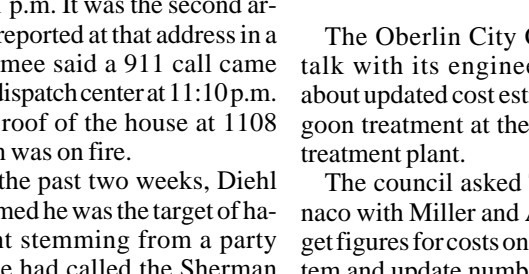 p.m. It was the second ar-
reported at that address in a
mee said a 911 call came
dispatch center at 11:10 p.m.
roof of the house at 1108
was on fire.
the past two weeks, Diehl
med he was the target of ha-
nt stemming from a party
e had called the Sherman
The Oberlin City
talk with its enginee
about updated cost est
goon treatment at the
treatment plant.
The council asked
naco with Miller and A
get figures for costs on
tem and update numb